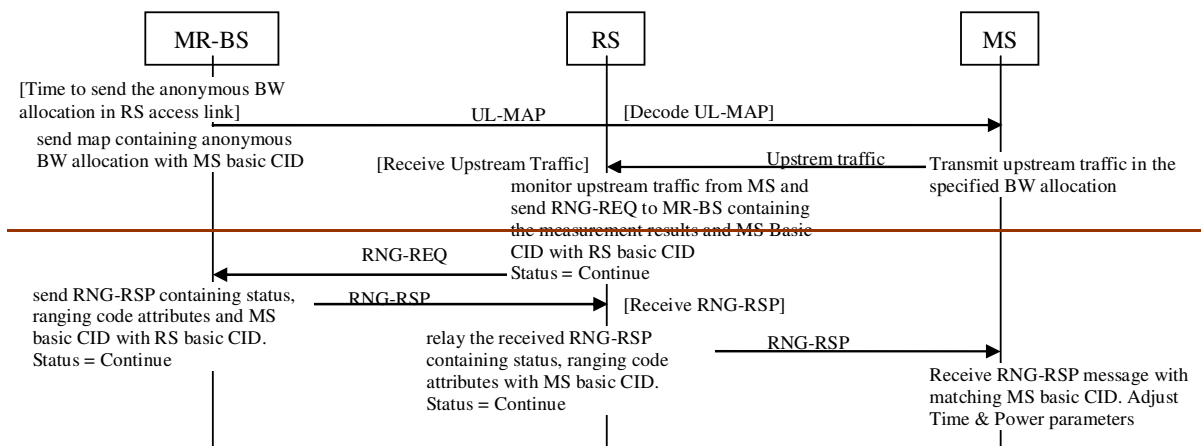 MR-BS
RS
MS
[Time to send the anonymous BW
allocation in RS access link]
UL-MAP
[Decode UL-MAP]
send map containing anonymous
BW allocation with MS basic CID
[Receive Upstream Traffic]
Upstrem traffic
Transmit upstream traffic in the
specified BW allocation
monitor upstream traffic from MS and
send RNG-REQ to MR-BS containing
the measurement results and MS Basic
CID with RS basic CID
Status = Continue
RNG-REQ
send RNG-RSP containing status,
ranging code attributes and MS
basic CID with RS basic CID.
Status = Continue
RNG-RSP
[Receive RNG-RSP]
relay the received RNG-RSP
containing status, ranging code
attributes with MS basic CID.
Status = Continue
RNG-RSP
Receive RNG-RSP message with
matching MS basic CID. Adjust
Time & Power parameters